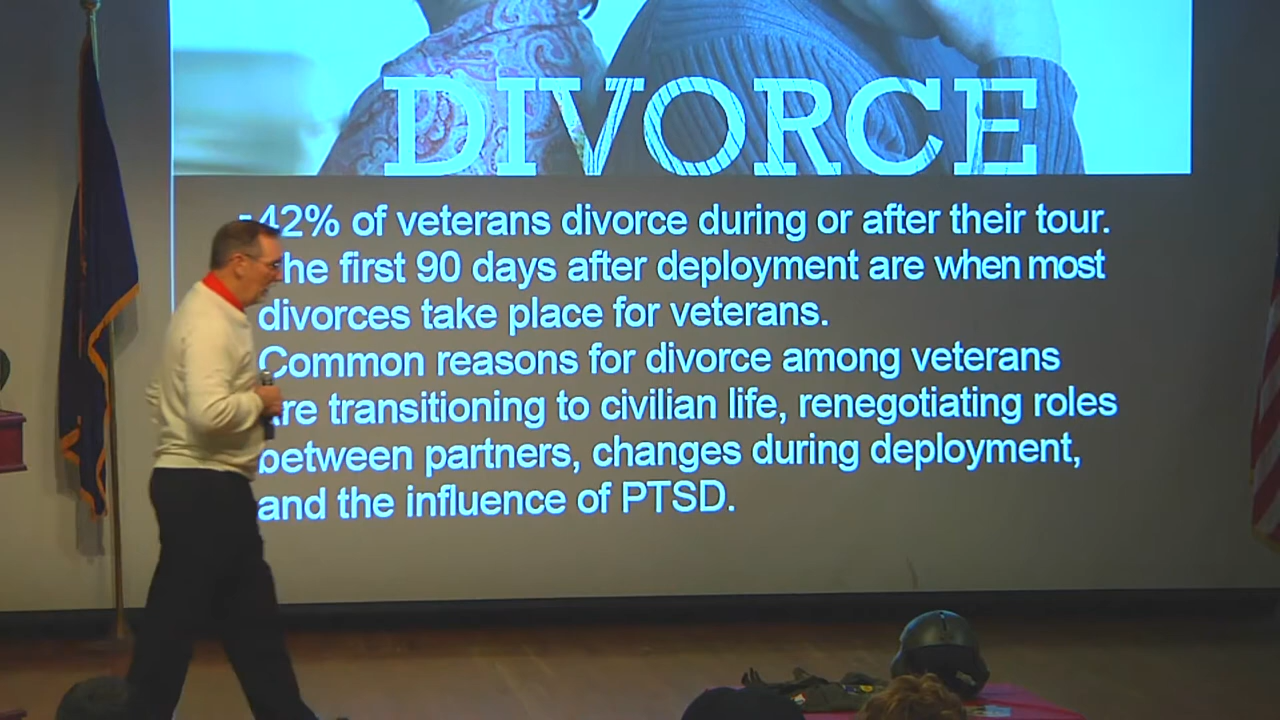 DIVORCE
42% of veterans divorce during or after their tour.
he first 90 days after deployment are when most
divorces take place for veterans.
Common reasons for divorce among veterans
re transitioning to civilian life, renegotiating roles
between partners, changes during deployment,
and the influence of PTSD.